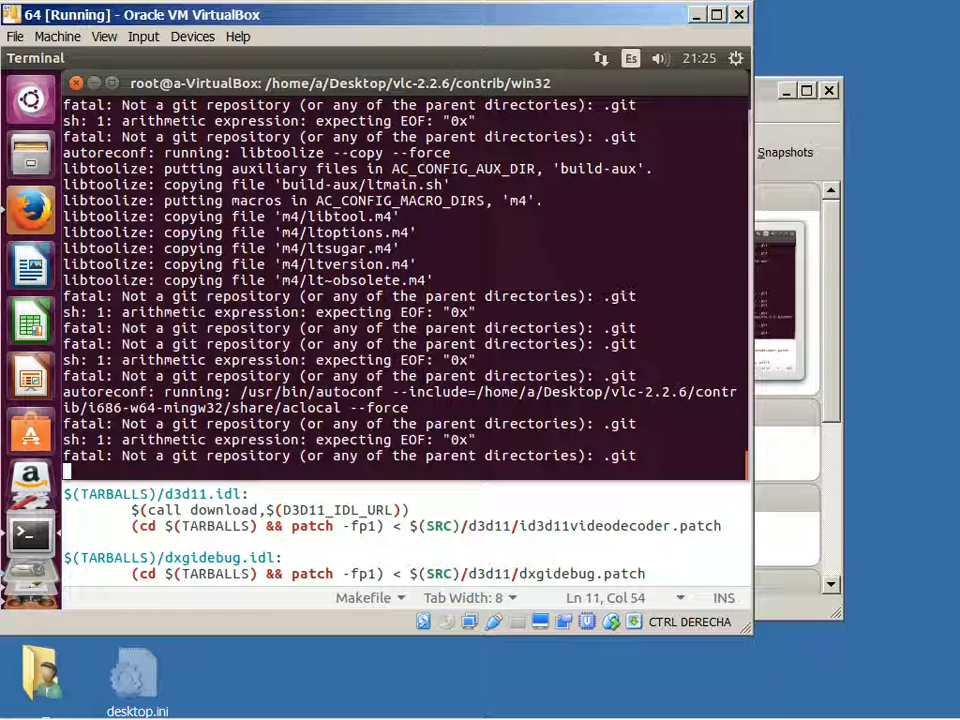 64 [Running] - Oracle VM VirtualBox
File Machine View Input Devices Help
Terminal
Es
21:25
root@a-VirtualBox: /home/a/Desktop/vlc-2.2.6/contrib/win32
fatal: Not a git repository (or any of the parent directories): .git
sh: 1: arithmetic expression: expecting EOF: "0x"
fatal: Not a git repository (or any of the parent directories): .git
autoreconf: running: libtoolize --copy --force
libtoolize: putting auxiliary files in AC_CONFIG_AUX_DIR, 'build-aux'.
libtoolize: copying file 'build-aux/ltmain.sh'
libtoolize: putting macros in AC_CONFIG_MACRO_DIRS, 'm4'.
libtoolize: copying file 'm4/libtool.m4'
libtoolize: copying file 'm4/ltoptions.m4'
libtoolize: copying file 'm4/ltsugar.m4'
libtoolize: copying file 'm4/ltversion.m4'
libtoolize: copying file 'm4/lt~obsolete.m4'
fatal: Not a git repository (or any of the parent directories): .git
sh: 1: arithmetic expression: expecting EOF: "0x"
fatal: Not a git repository (or any of the parent directories): .git
fatal: Not a git repository (or any of the parent directories): .git
sh: 1: arithmetic expression: expecting EOF: "0x"
fatal: Not a git repository (or any of the parent directories): .git
autoreconf: running: /usr/bin/autoconf --include=/home/a/Desktop/vlc-2.2.6/contr
ib/i686-w64-mingw32/share/aclocal --force
fatal: Not a git repository (or any of the parent directories): .git
sh: 1: arithmetic expression: expecting EOF: "0x"
fatal: Not a git repository (or any of the parent directories): .git
$(TARBALLS)/d3d11.idl:
$(call download,$(D3D11_IDL_URL))
(cd $(TARBALLS) && patch -fp1) < $(SRC)/d3d11/id3d11videodecoder.patch
$(TARBALLS)/dxgidebug.idl:
(cd $(TARBALLS) && patch -fp1) < $(SRC)/d3d11/dxgidebug.patch
Makefile Tab Width: 8 Ln 11, Col 54 INS
CTRL DERECHA
Snapshots
desktop.ini